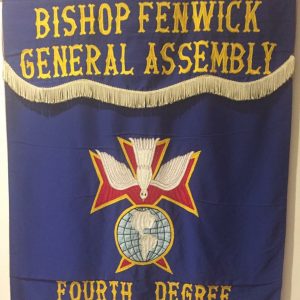 BISHOP FENWICK
GENERAL ASSEMBLY
FOURTH DEGREE